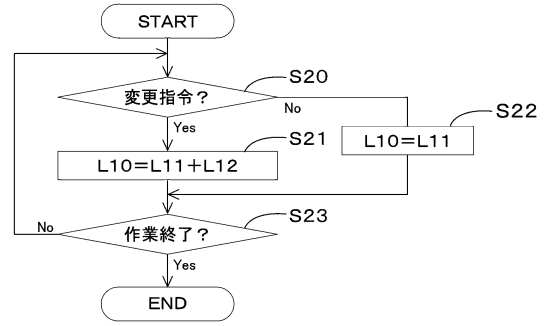 START
変更指令？
S20
No
S22
Yes
L10＝L11＋L12
S21
L10＝L11
作業終了？
S23
No
Yes
END